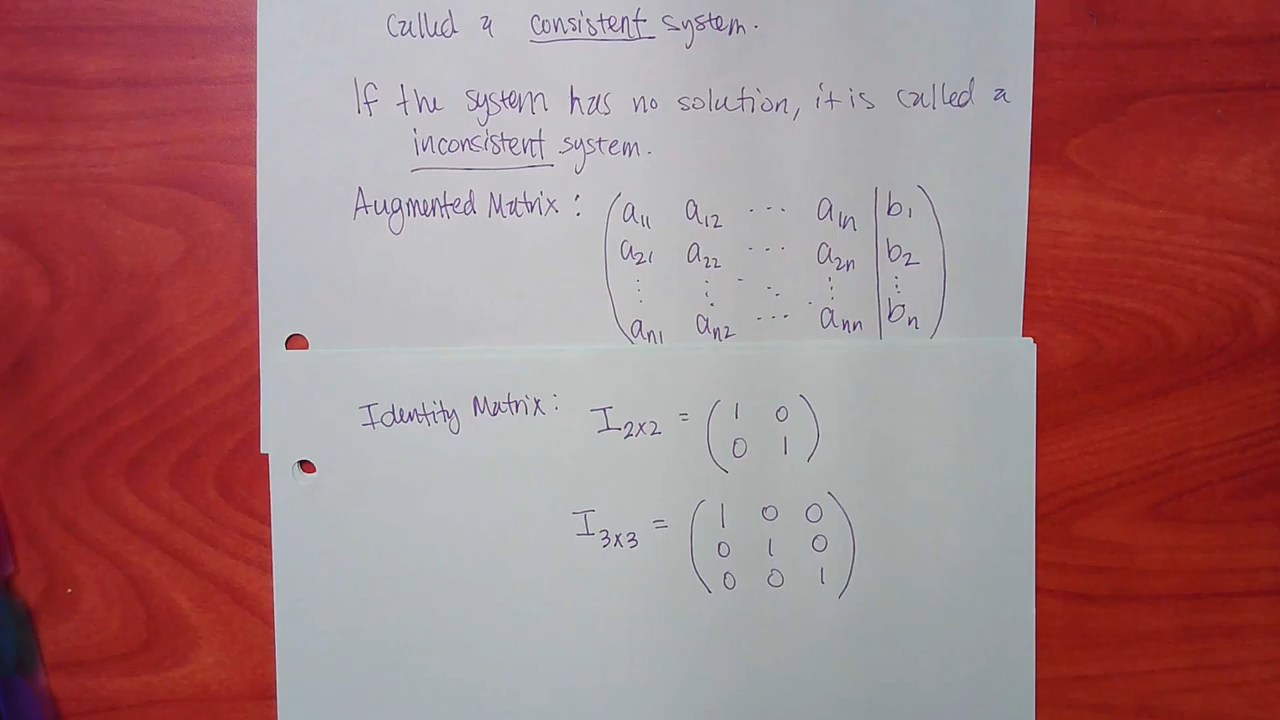 called a consistent system.
If the system has no solution, it is called a
inconsistent system.
Augmented Matrix : ( a₁₁ a₁₂ ⋯ a₁ₙ | b₁
a₂₁ a₂₂ ⋯ a₂ₙ | b₂
⋮ ⋮ ⋱ ⋮ | ⋮
aₙ₁ aₙ₂ ⋯ aₙₙ | bₙ )
Identity Matrix : I₂ₓ₂ = ( 1 0
0 1 )
I₃ₓ₃ = ( 1 0 0
0 1 0
0 0 1 )